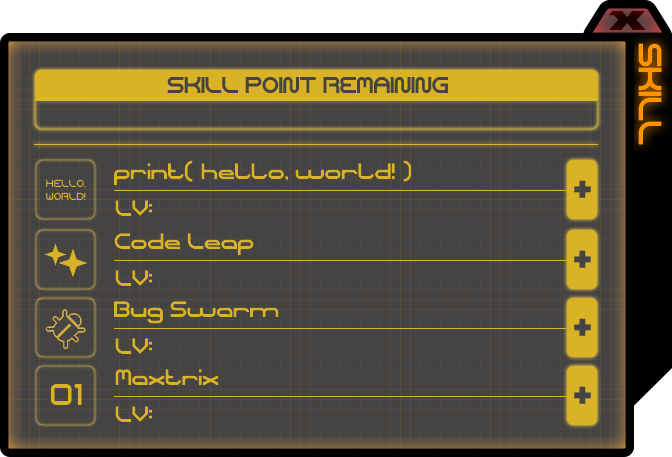 X
SKILL
SKILL POINT REMAINING
HELLO,
WORLD!
print( hello, world! )
LV:
Code Leap
LV:
Bug Swarm
LV:
01
Maxtrix
LV: